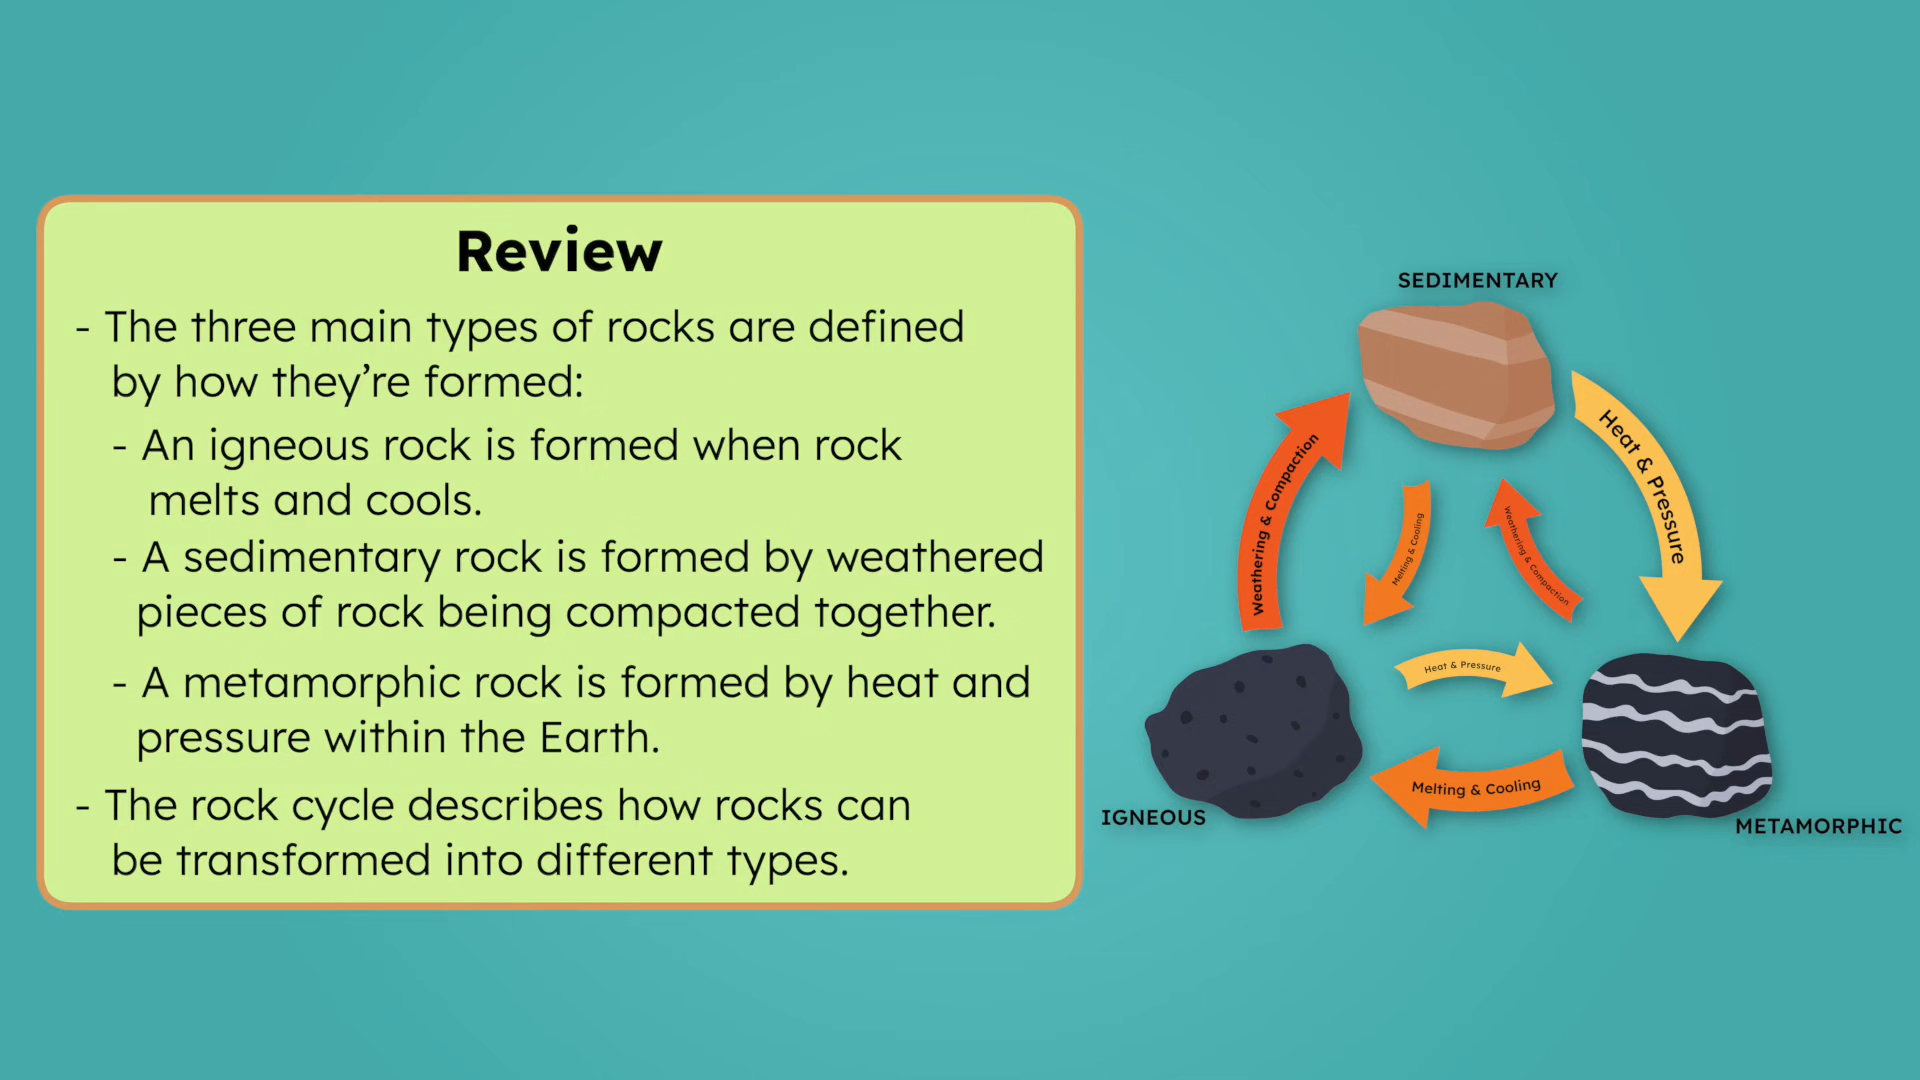 Review
- The three main types of rocks are defined
by how they’re formed:
- An igneous rock is formed when rock
melts and cools.
- A sedimentary rock is formed by weathered
pieces of rock being compacted together.
- A metamorphic rock is formed by heat and
pressure within the Earth.
- The rock cycle describes how rocks can
be transformed into different types.
SEDIMENTARY
Weathering & Compaction
Heat & Pressure
Melting & Cooling
Weathering & Compaction
Heat & Pressure
Melting & Cooling
IGNEOUS
METAMORPHIC